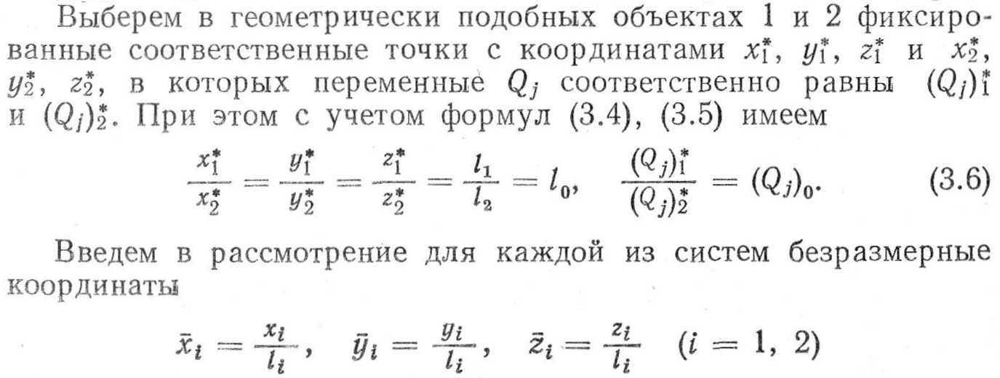 Выберем в геометрически подобных объектах 1 и 2 фиксиро-
ванные соответственные точки с координатами $x_1^*$, $y_1^*$, $z_1^*$ и $x_2^*$,
$y_2^*$, $z_2^*$, в которых переменные $Q_j$ соответственно равны $(Q_j)_1^*$
и $(Q_j)_2^*$. При этом с учетом формул (3.4), (3.5) имеем
$\frac{x_1^*}{x_2^*} = \frac{y_1^*}{y_2^*} = \frac{z_1^*}{z_2^*} = \frac{l_1}{l_2} = l_0, \quad \frac{(Q_j)_1^*}{(Q_j)_2^*} = (Q_j)_0.$ (3.6)
Введем в рассмотрение для каждой из систем безразмерные
координаты
$\bar{x}_i = \frac{x_i}{l_i}, \quad \bar{y}_i = \frac{y_i}{l_i}, \quad \bar{z}_i = \frac{z_i}{l_i} \quad (i = 1, 2)$